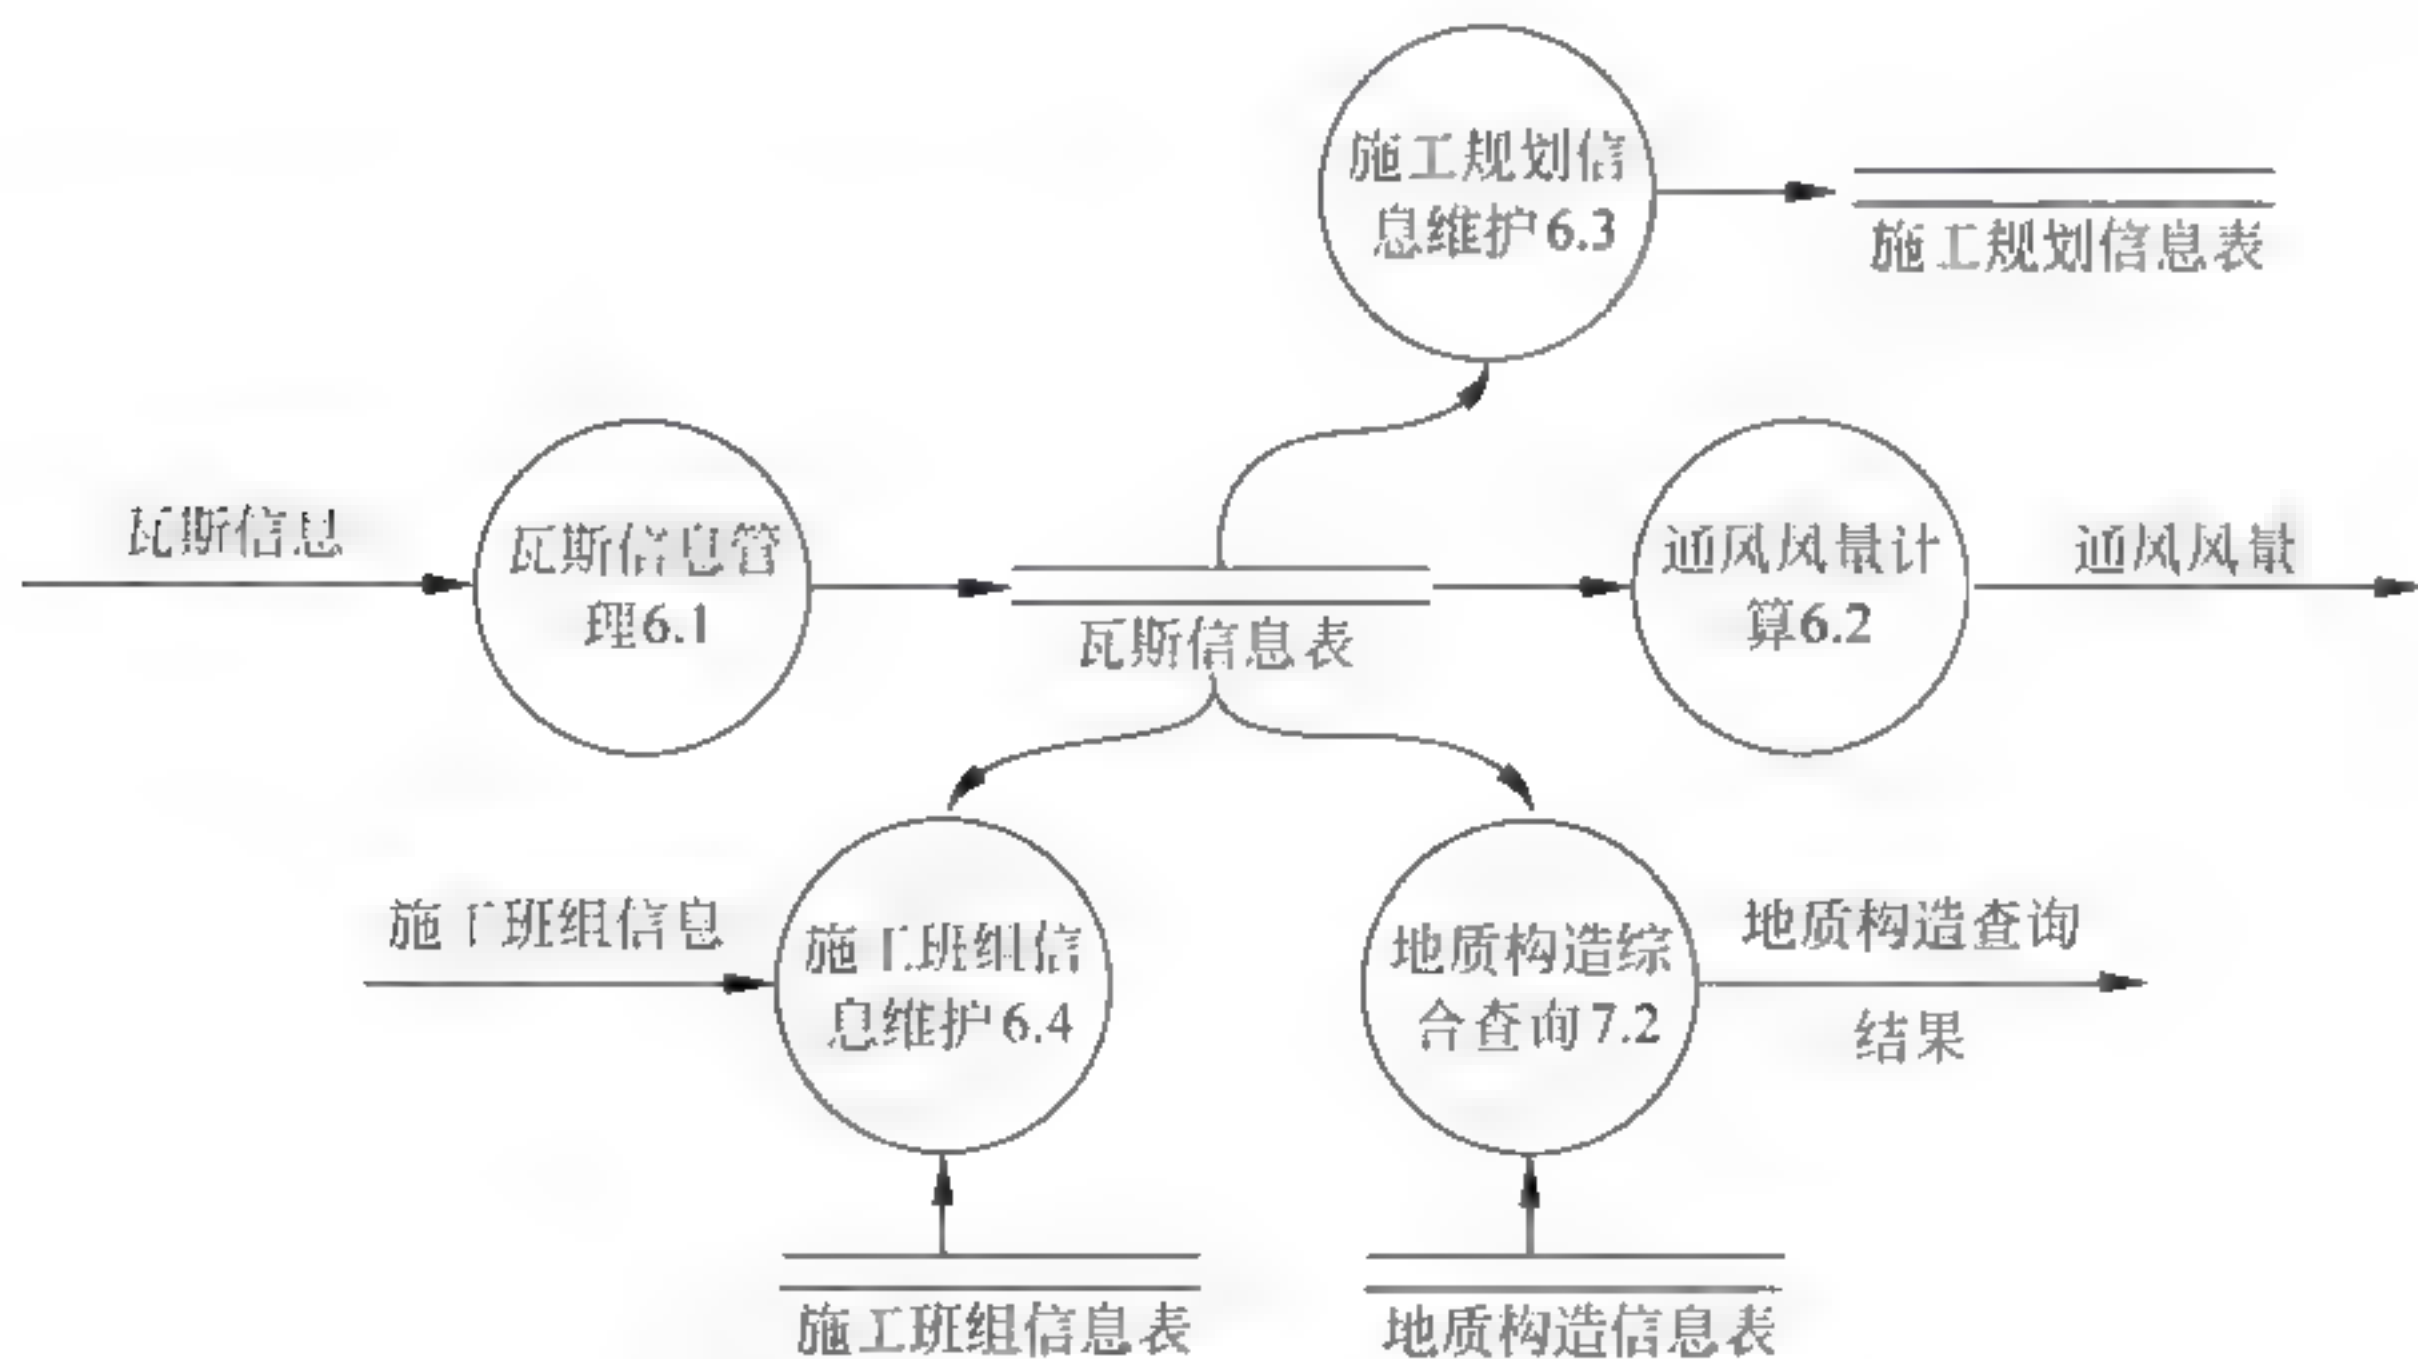 施工规划信
息维护6.3
施工规划信息表
瓦斯信息
瓦斯信息管
理6.1
瓦斯信息表
通风风量计
算6.2
通风风量
施工班组信息
施工班组信
息维护6.4
地质构造综
合查询7.2
地质构造查询
结果
施工班组信息表
地质构造信息表